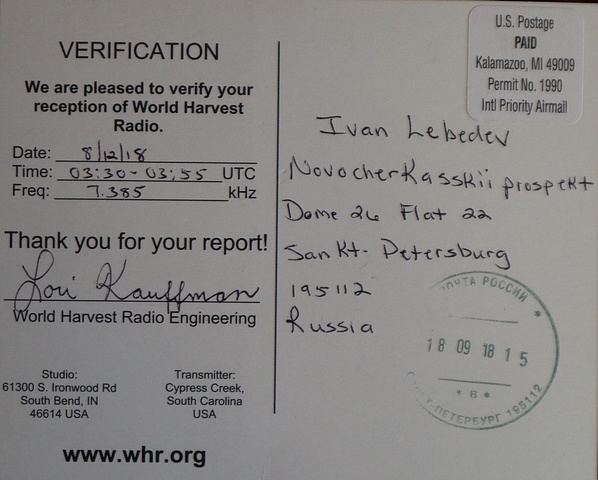 VERIFICATION
We are pleased to verify your
reception of World Harvest
Radio.
Date: 8/12/18
Time: 03:30-03:55 UTC
Freq: 7.385 kHz
Thank you for your report!
Lori Kauffman
World Harvest Radio Engineering
Studio:
61300 S. Ironwood Rd
South Bend, IN
46614 USA
Transmitter:
Cypress Creek,
South Carolina
USA
www.whr.org
U.S. Postage
PAID
Kalamazoo, MI 49009
Permit No. 1990
Intl Priority Airmail
Ivan Lebedev
Novocherkasskii prospekt
Dome 26 Flat 22
Sankt-Petersburg
195112
Russia
ПОЧТА РОССИИ
18 09 18 15
* В *
ПЕТЕРБУРГ 195112